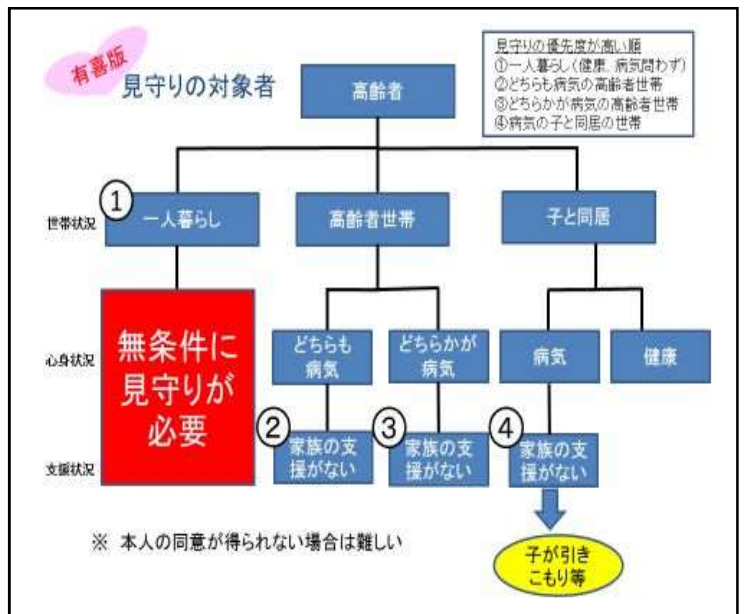 有喜版
見守りの対象者
見守りの優先度が高い順
①一人暮らし(健康、病気問わず)
②どちらも病気の高齢者世帯
③どちらかが病気の高齢者世帯
④病気の子と同居の世帯
高齢者
世帯状況
①
一人暮らし
高齢者世帯
子と同居
心身状況
無条件に
見守りが
必要
どちらも
病気
どちらかが
病気
病気
健康
支援状況
②
家族の支
援がない
③
家族の支
援がない
④
家族の支
援がない
※ 本人の同意が得られない場合は難しい
子が引き
こもり等